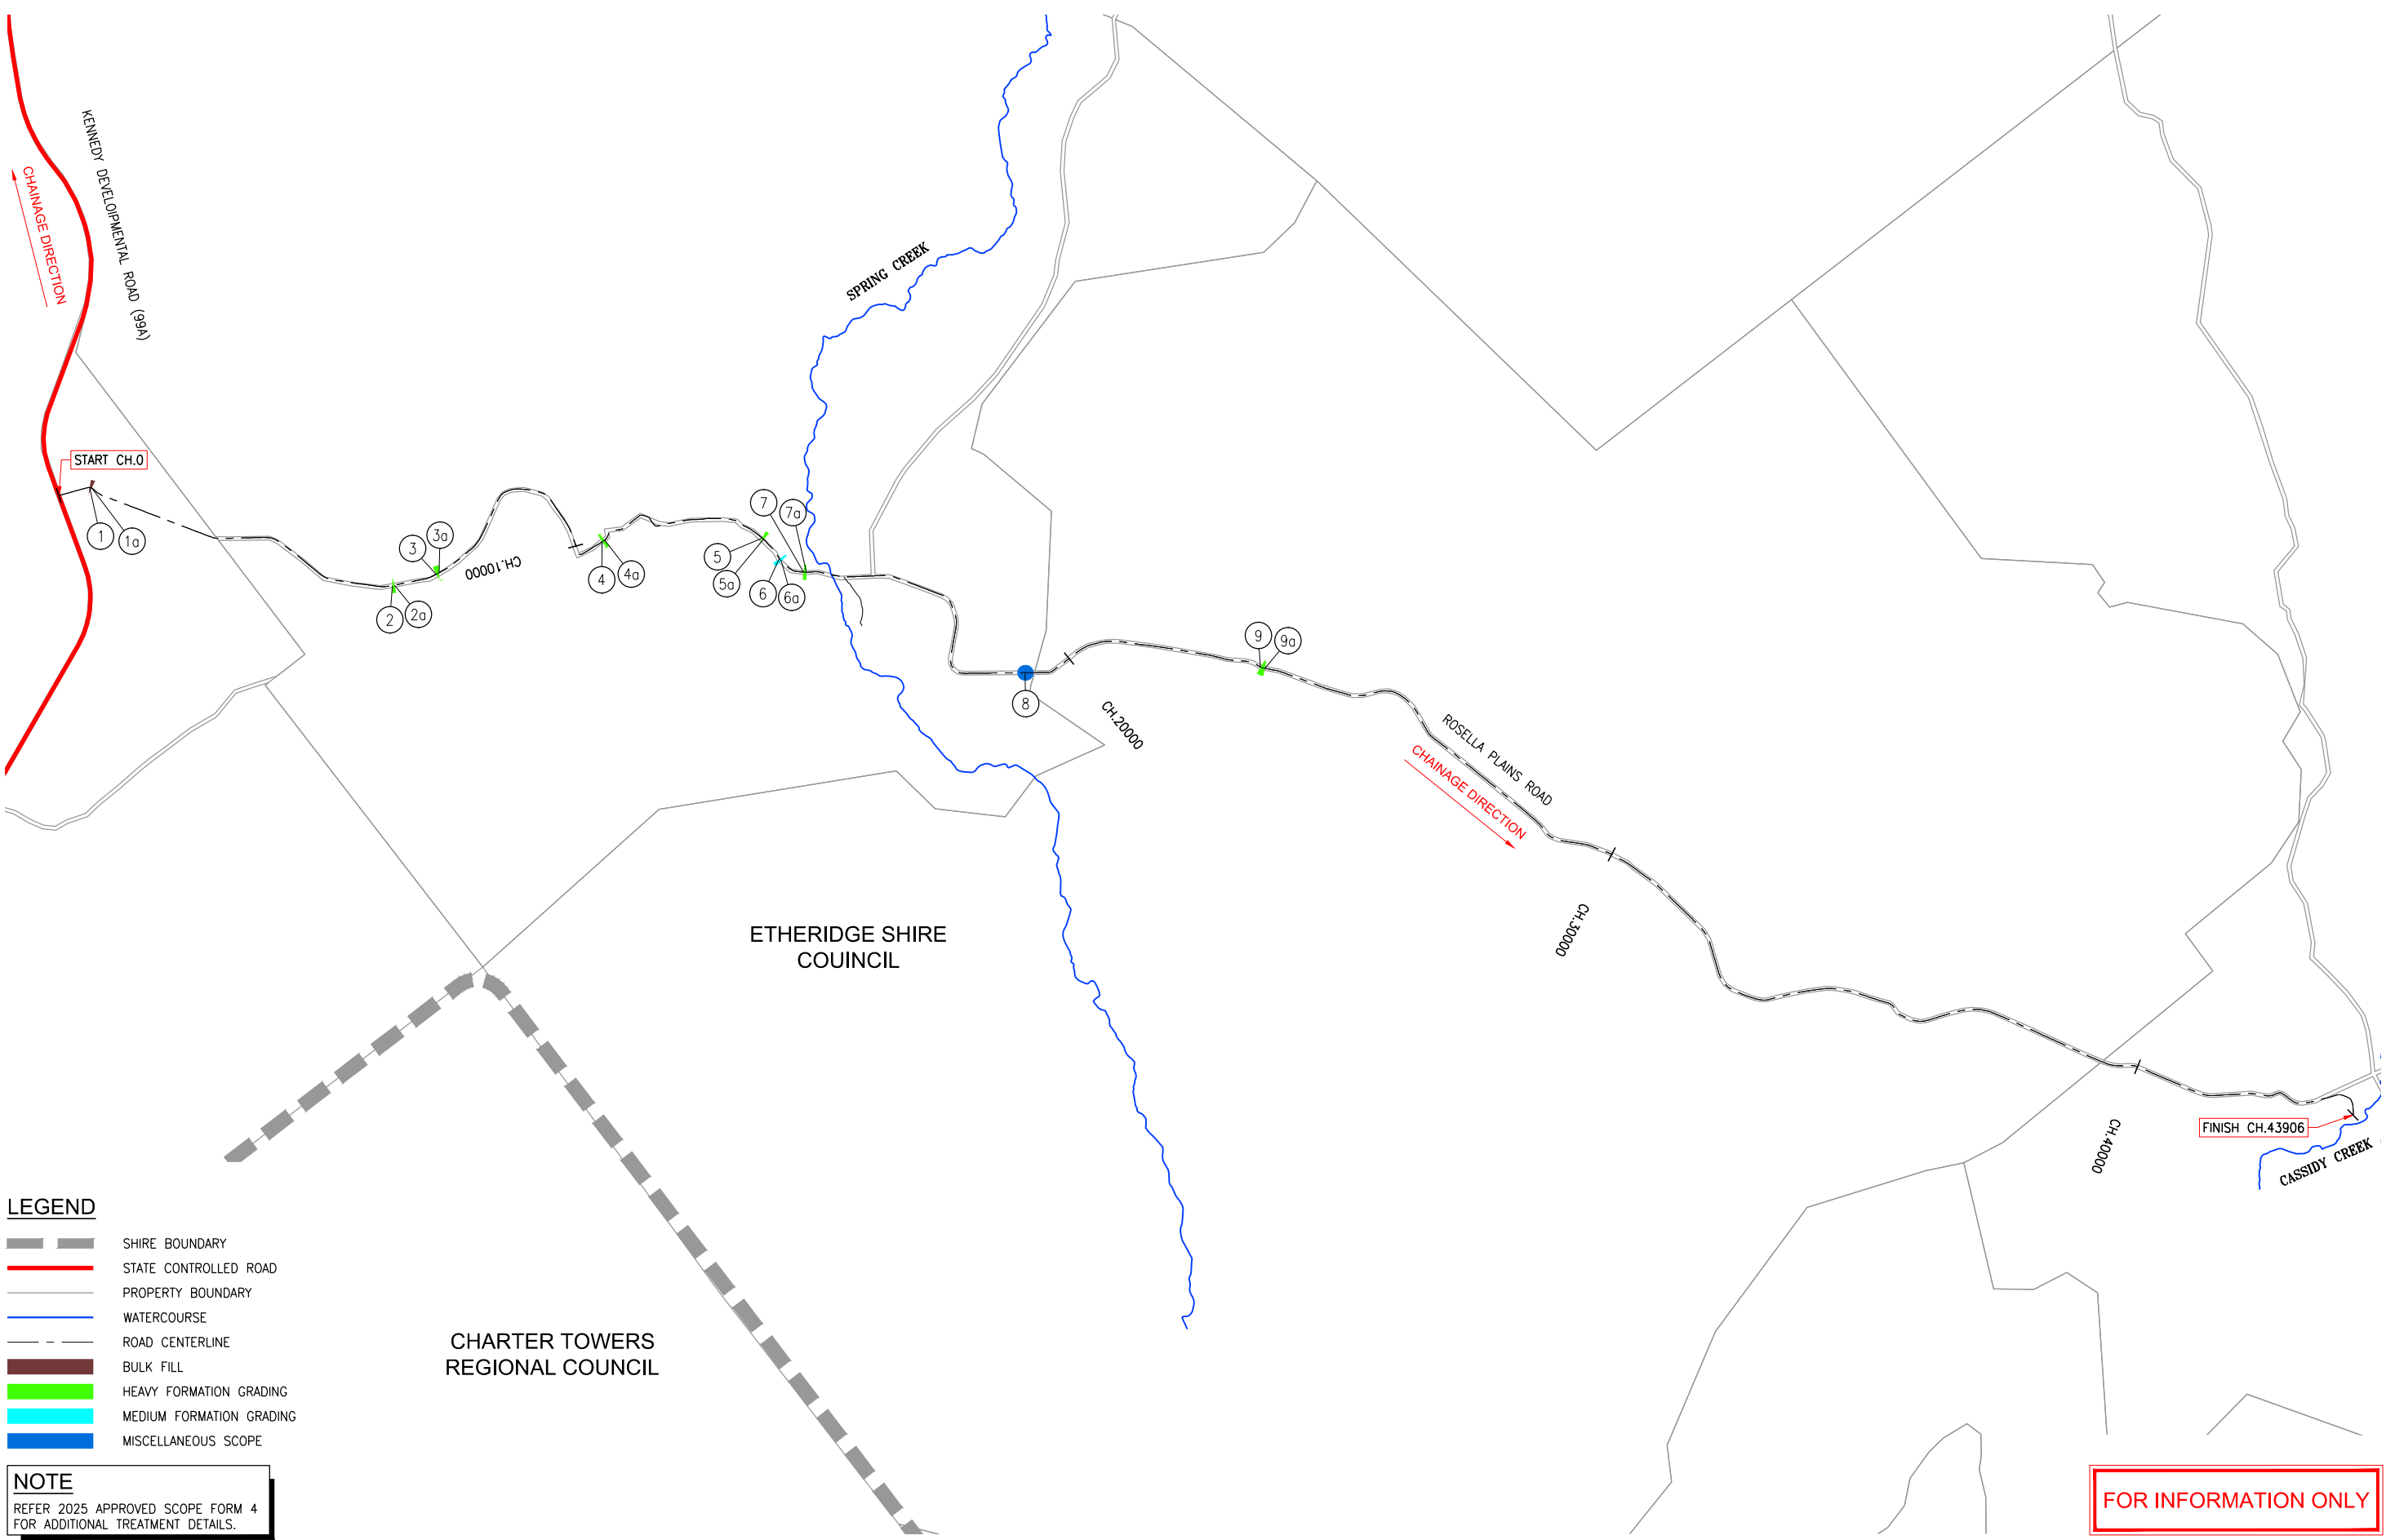 KENNEDY DEVELOIPMENTAL ROAD (99A)
CHAINAGE DIRECTION
SPRING CREEK
START CH.0
1
1a
2
2a
3
3a
CH.10000
4
4a
5
5a
6
6a
7
7a
8
CH.20000
9
9a
ROSELLA PLAINS ROAD
CHAINAGE DIRECTION
CH.30000
CH.40000
FINISH CH.43906
CASSIDY CREEK
ETHERIDGE SHIRE
COUINCIL
CHARTER TOWERS
REGIONAL COUNCIL
LEGEND
SHIRE BOUNDARY
STATE CONTROLLED ROAD
PROPERTY BOUNDARY
WATERCOURSE
ROAD CENTERLINE
BULK FILL
HEAVY FORMATION GRADING
MEDIUM FORMATION GRADING
MISCELLANEOUS SCOPE
NOTE
REFER 2025 APPROVED SCOPE FORM 4
FOR ADDITIONAL TREATMENT DETAILS.
FOR INFORMATION ONLY